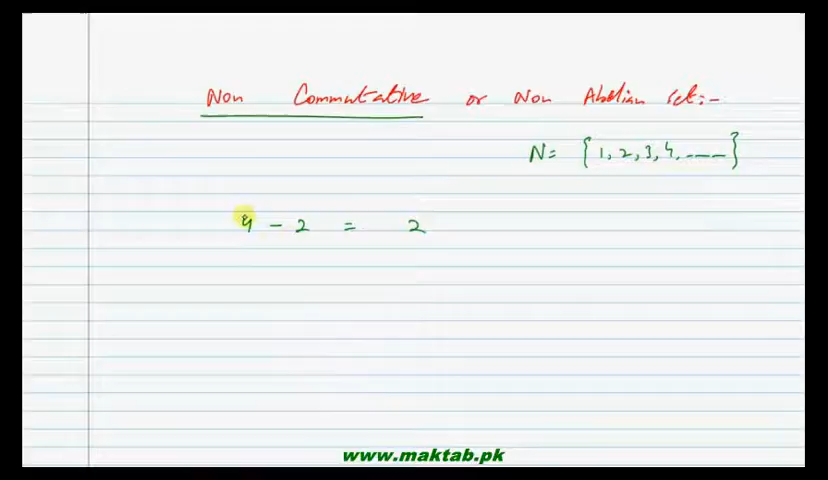 Non Commutative or Non Abelian set:-
N= {1, 2, 3, 4, ------}
4 - 2 = 2
www.maktab.pk